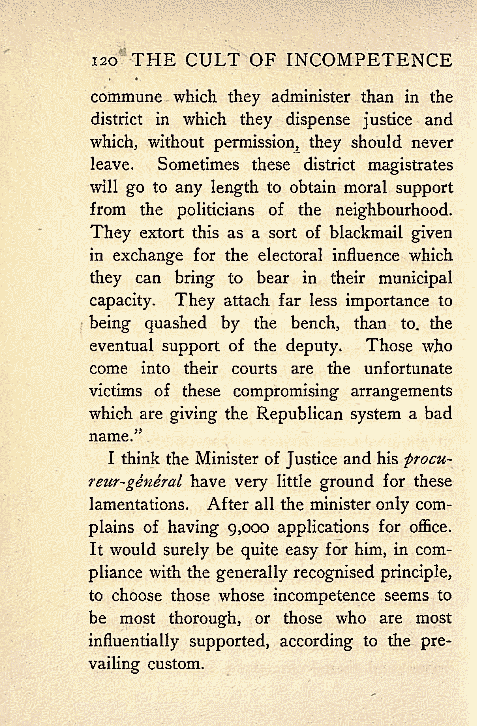 120 THE CULT OF INCOMPETENCE
commune which they administer than in the
district in which they dispense justice and
which, without permission, they should never
leave. Sometimes these district magistrates
will go to any length to obtain moral support
from the politicians of the neighbourhood.
They extort this as a sort of blackmail given
in exchange for the electoral influence which
they can bring to bear in their municipal
capacity. They attach far less importance to
being quashed by the bench, than to. the
eventual support of the deputy. Those who
come into their courts are the unfortunate
victims of these compromising arrangements
which are giving the Republican system a bad
name.”
I think the Minister of Justice and his procu-
reur-général have very little ground for these
lamentations. After all the minister only com-
plains of having 9,000 applications for office.
It would surely be quite easy for him, in com-
pliance with the generally recognised principle,
to choose those whose incompetence seems to
be most thorough, or those who are most
influentially supported, according to the pre-
vailing custom.